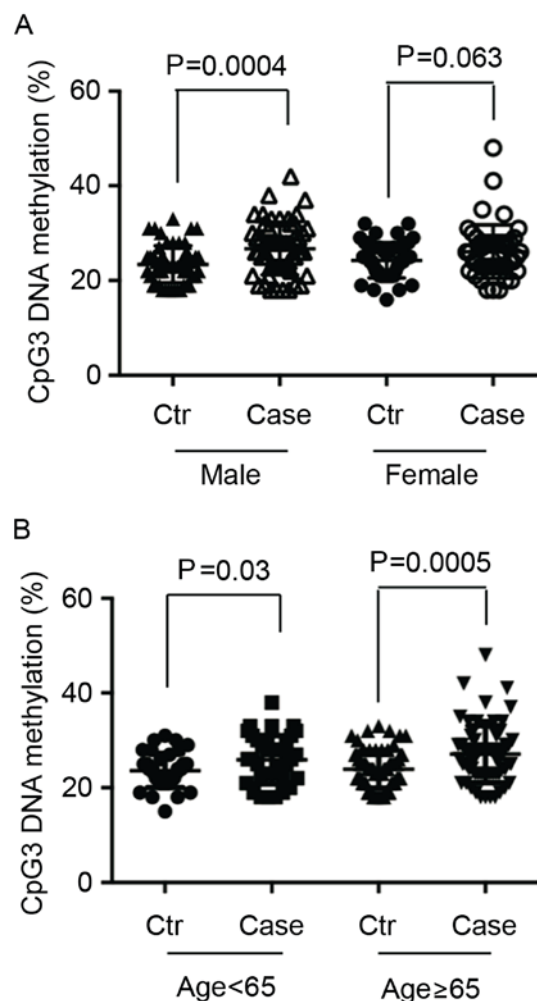 A
P=0.0004
P=0.063
CpG3 DNA methylation (%)
60
40
20
0
Ctr Case Ctr Case
Male Female
B
P=0.03
P=0.0005
CpG3 DNA methylation (%)
60
40
20
0
Ctr Case Ctr Case
Age<65 Age≥65